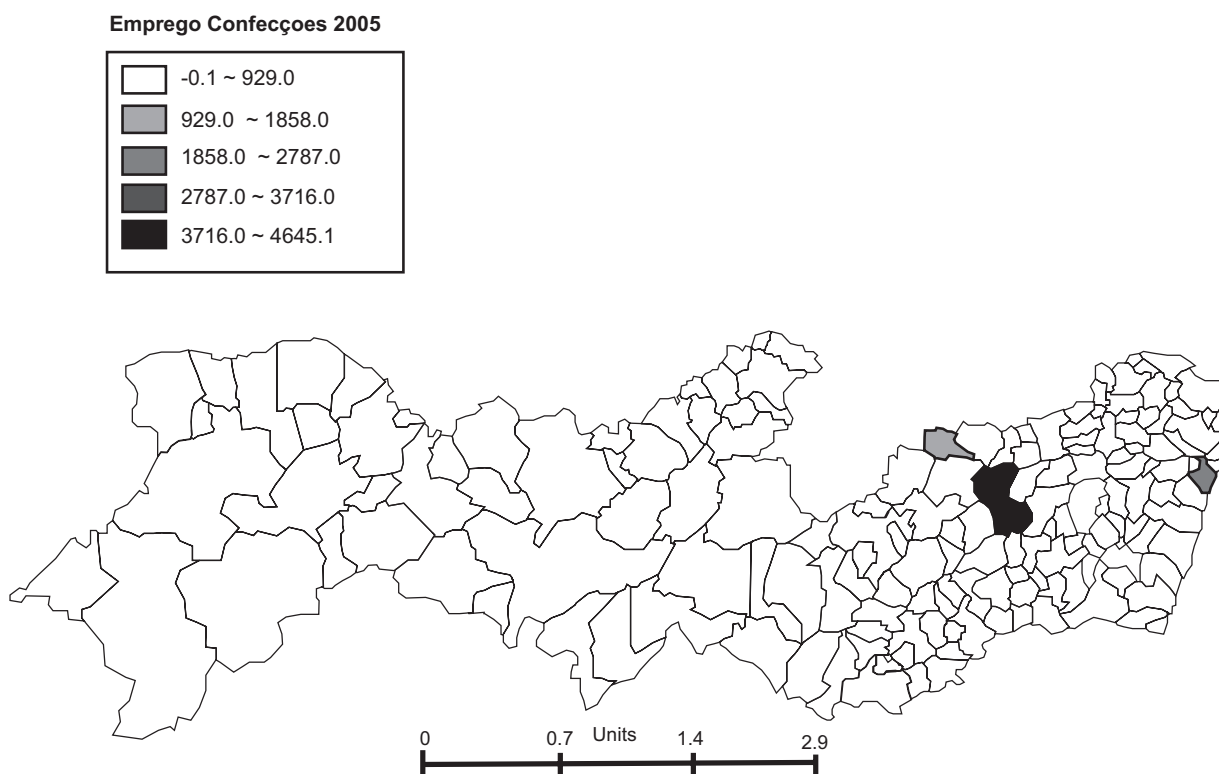 Emprego Confecçoes 2005
-0.1 ~ 929.0
929.0 ~ 1858.0
1858.0 ~ 2787.0
2787.0 ~ 3716.0
3716.0 ~ 4645.1
0 0.7 Units 1.4 2.9